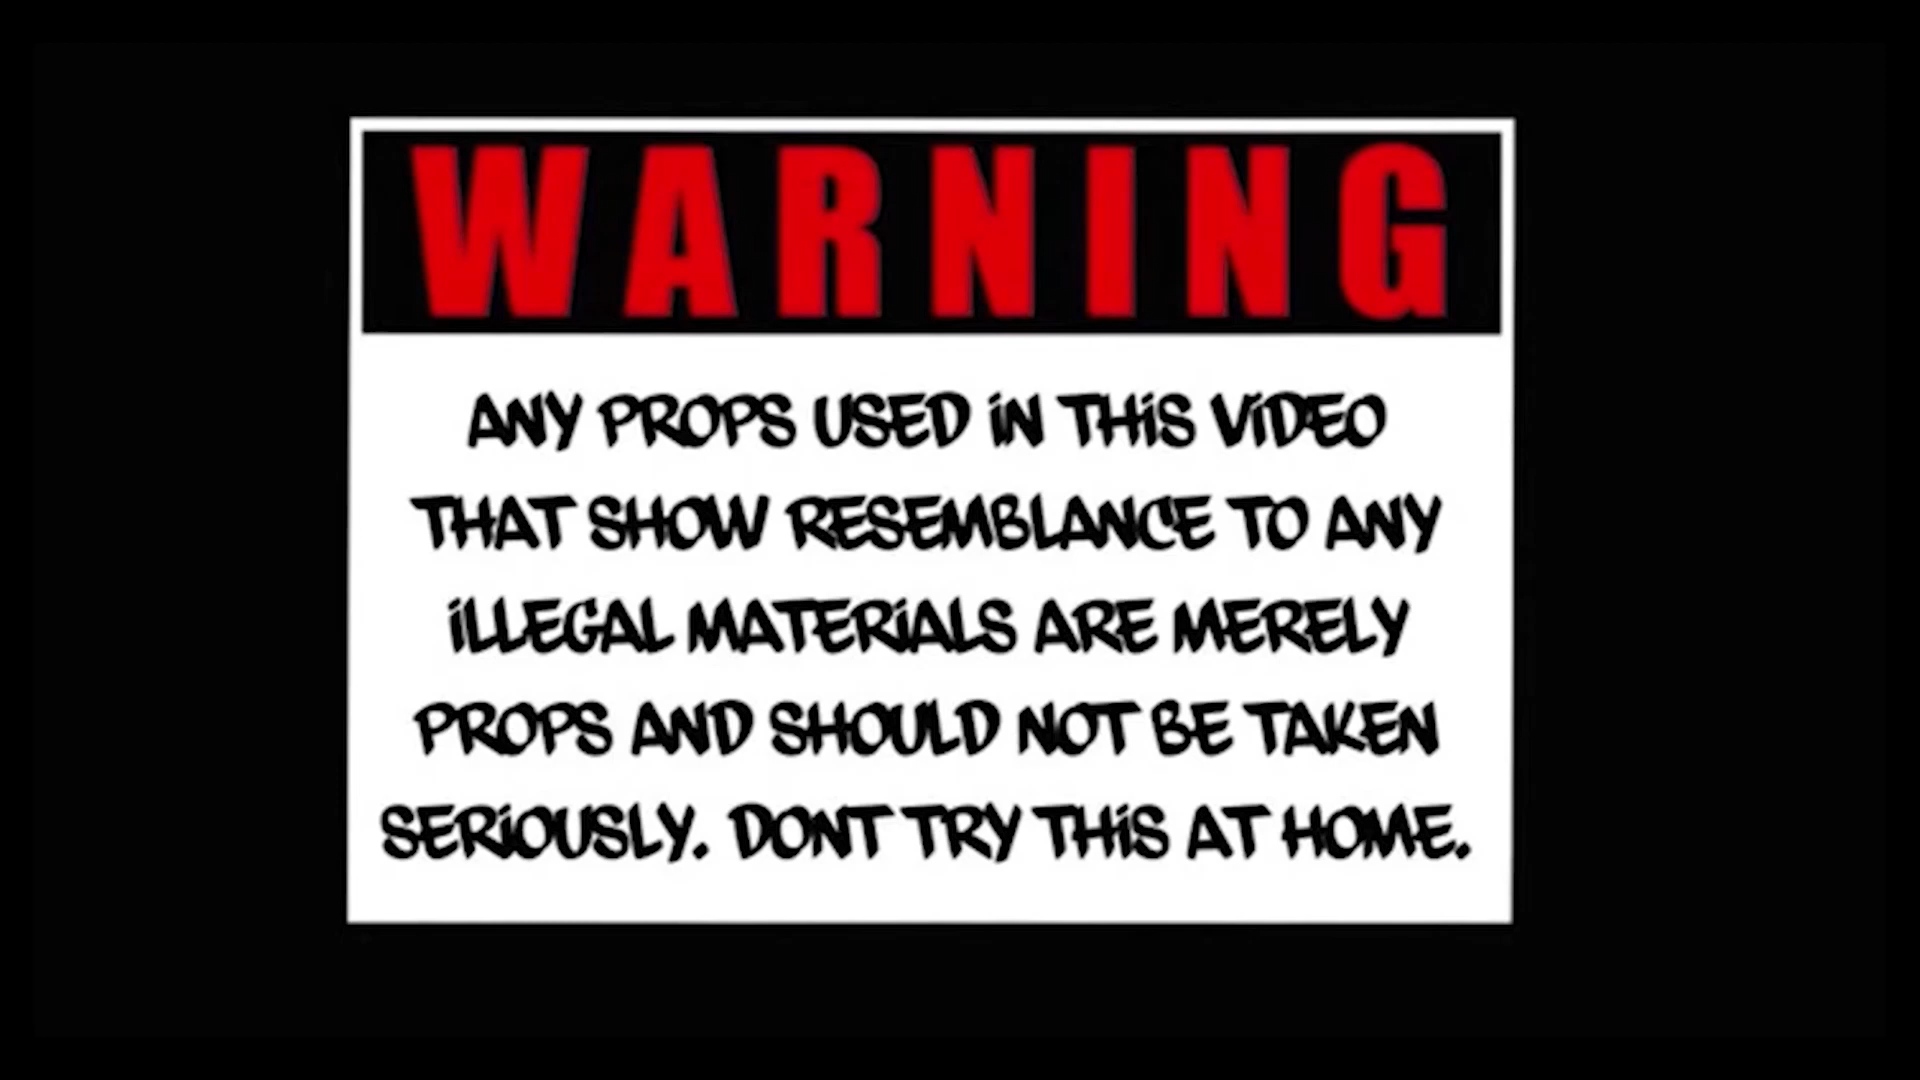 WARNING
ANY PROPS USED iN THiS ViDEO
THAT SHOW RESEMBLANCE TO ANY
iLLEGAL MATERiALS ARE MERELY
PROPS AND SHOULD NOT BE TAKEN
SERiOUSLY. DONT TRY THiS AT HOME.